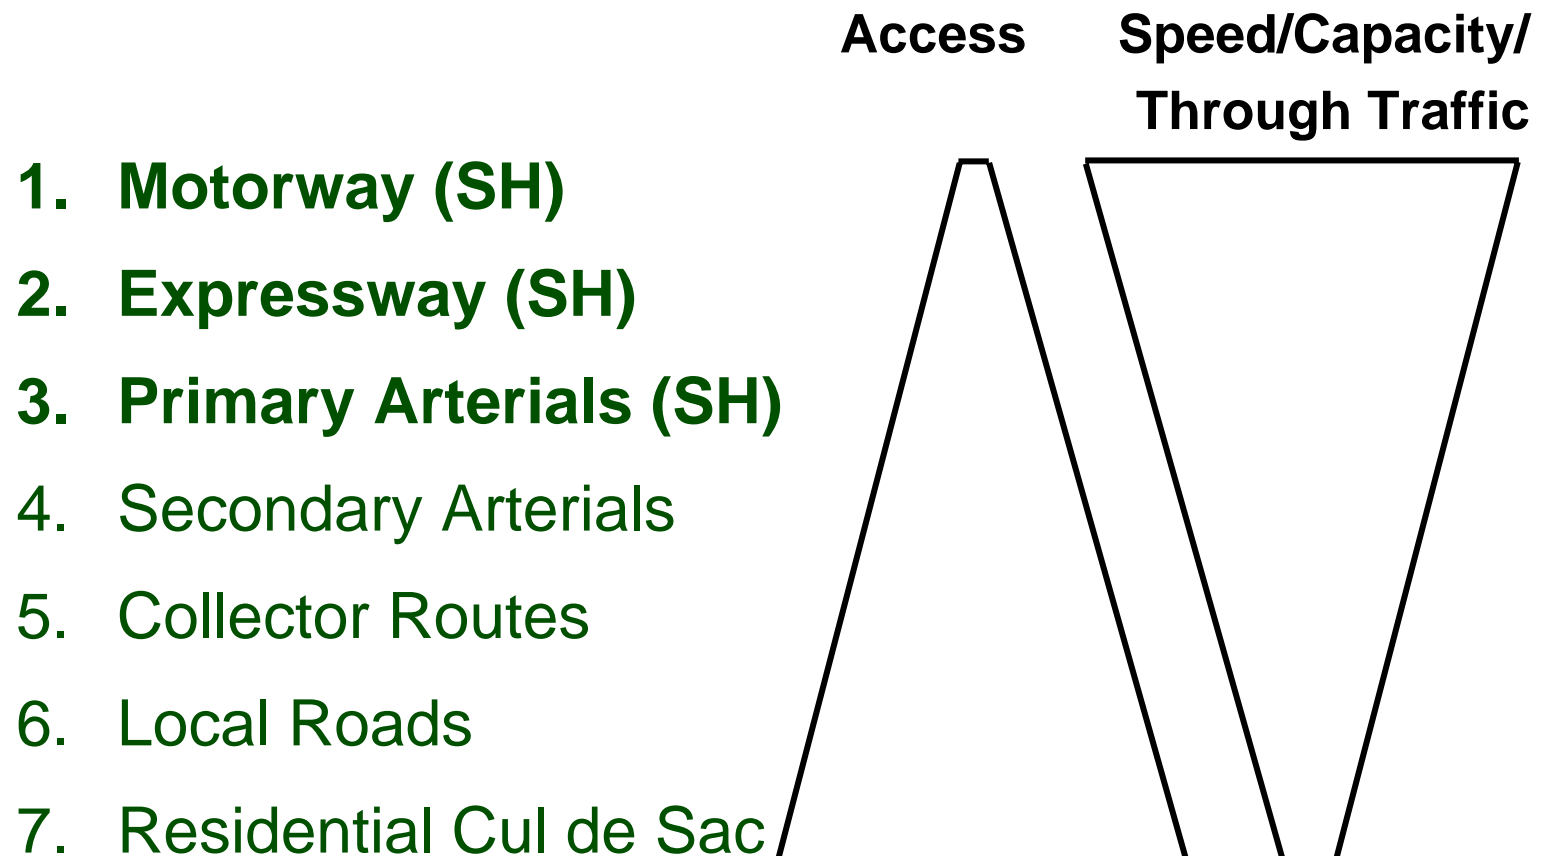 Access Speed/Capacity/
Through Traffic
1. Motorway (SH)
2. Expressway (SH)
3. Primary Arterials (SH)
4. Secondary Arterials
5. Collector Routes
6. Local Roads
7. Residential Cul de Sac